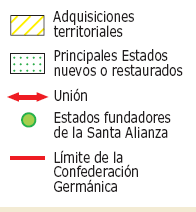 Adquisiciones
territoriales
Principales Estados
nuevos o restaurados
Unión
Estados fundadores
de la Santa Alianza
Límite de la
Confederación
Germánica